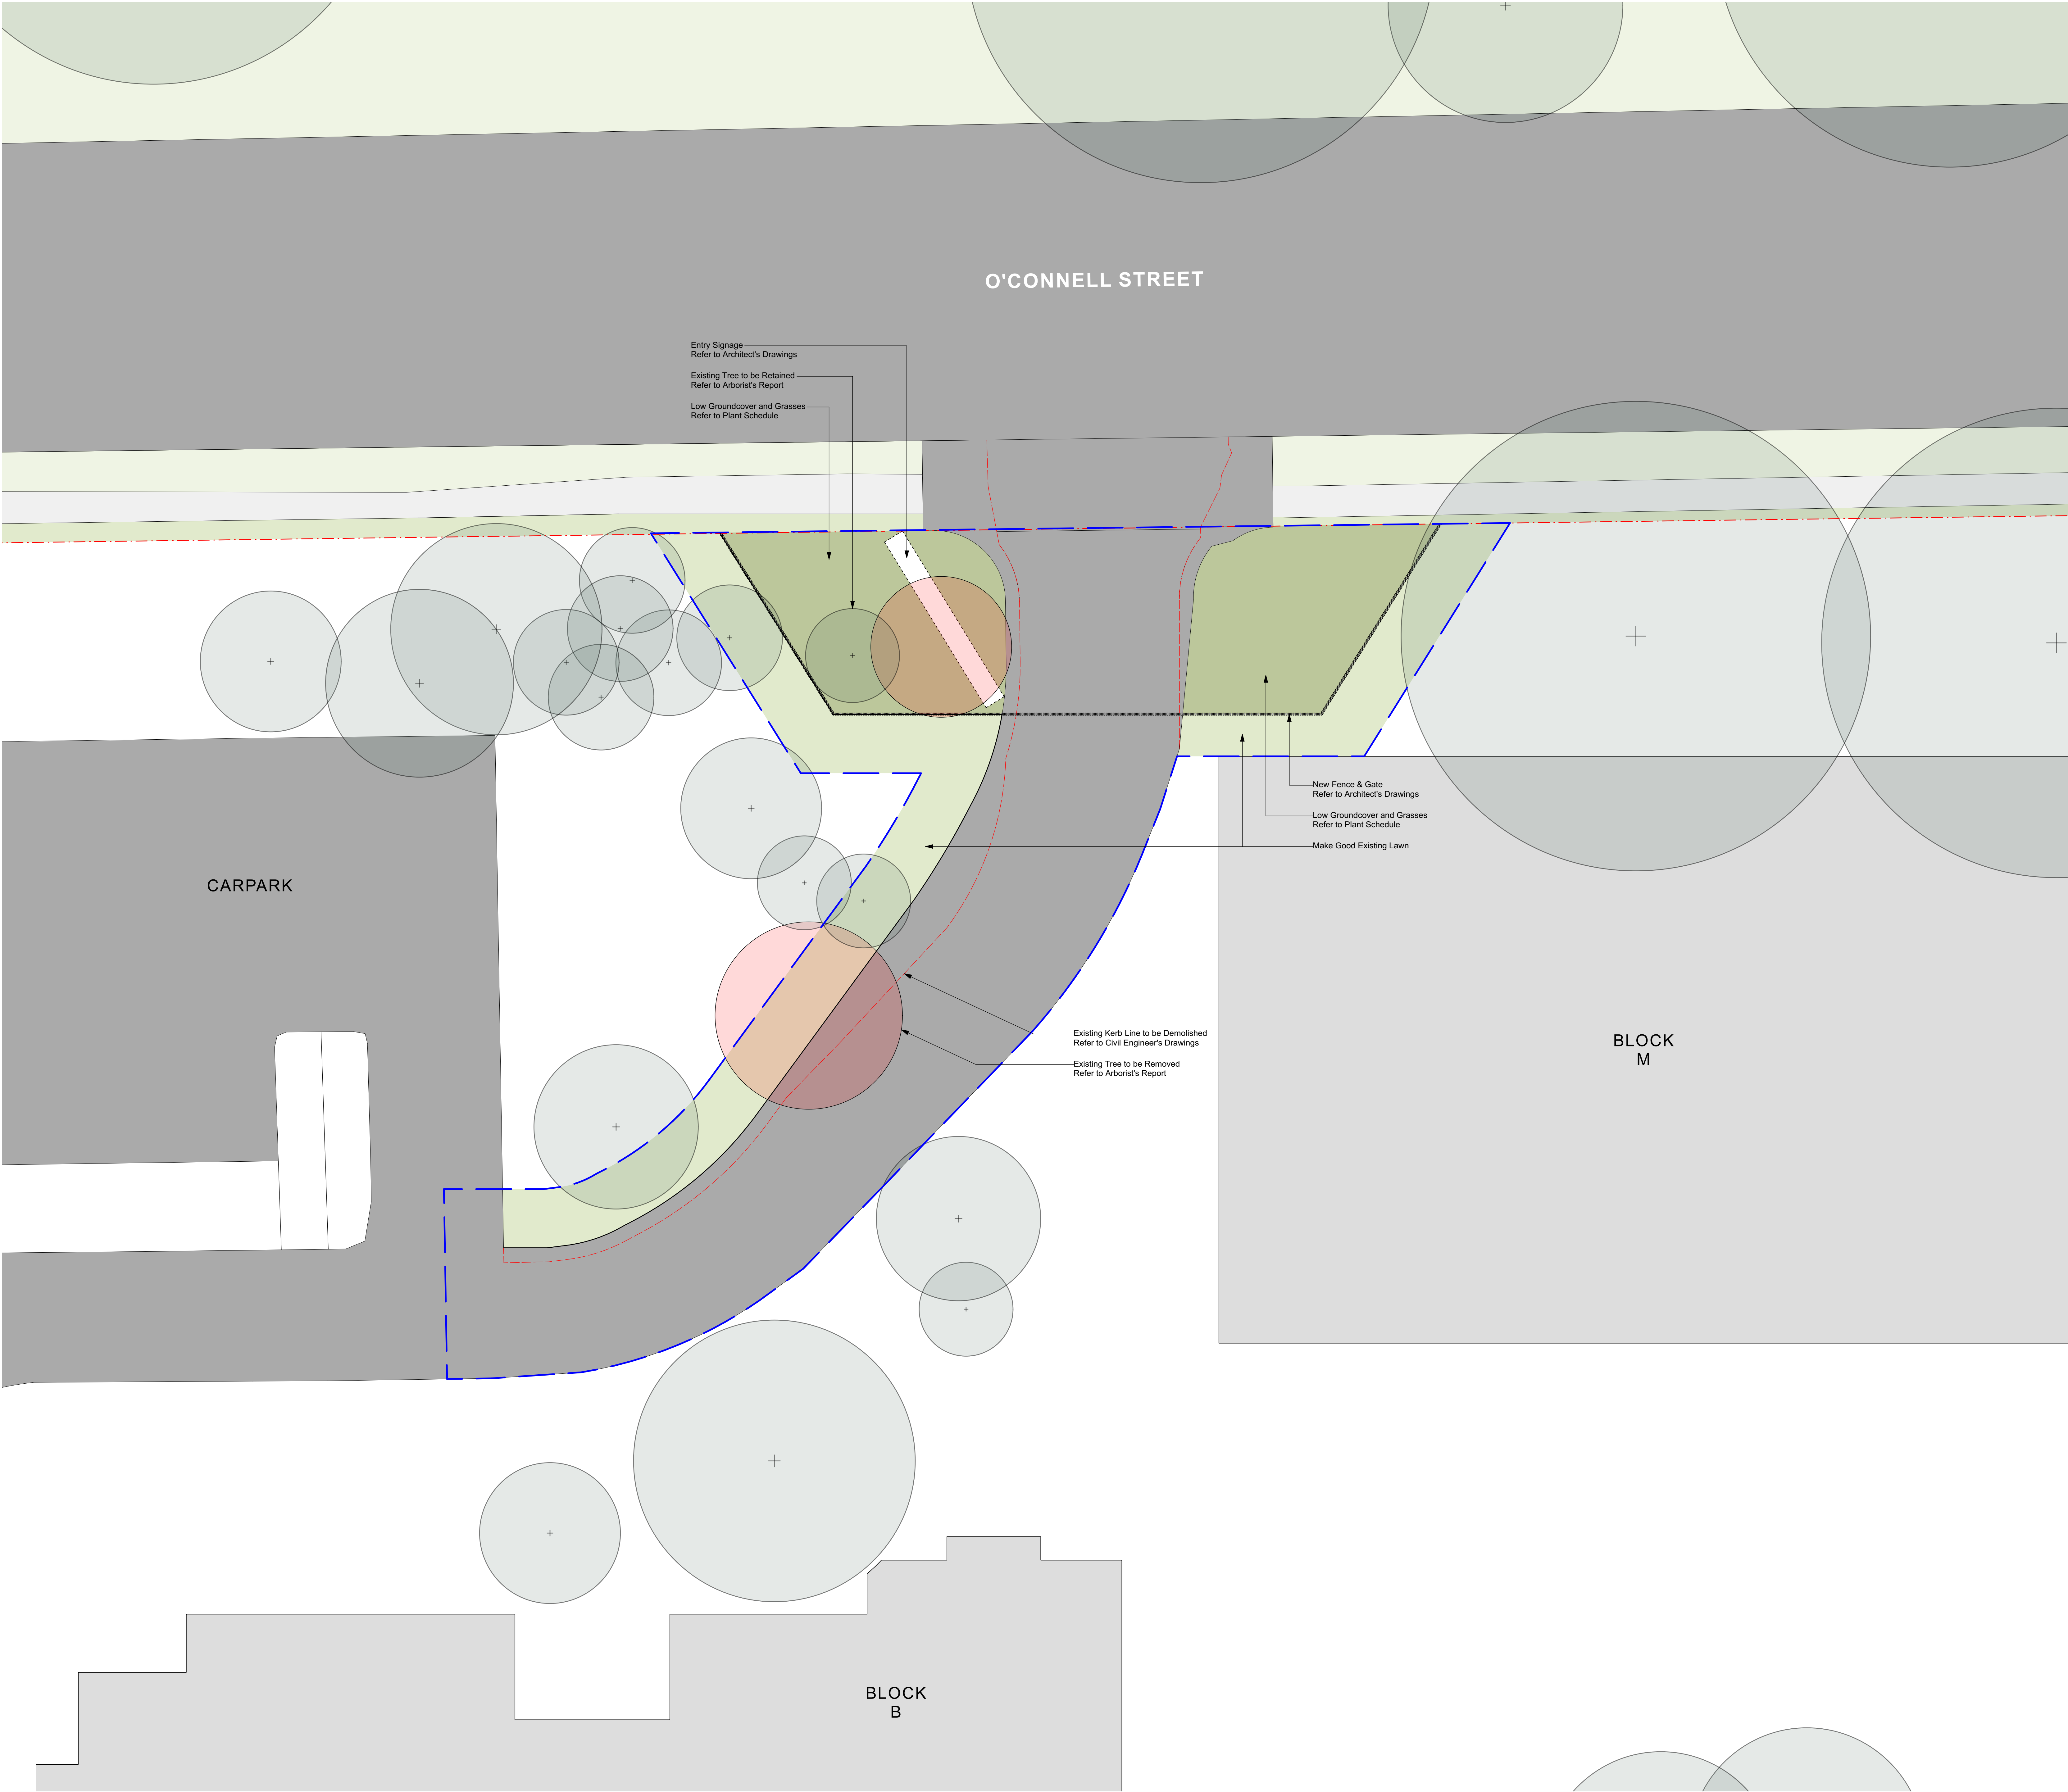 O'CONNELL STREET
Entry Signage
Refer to Architect's Drawings
Existing Tree to be Retained
Refer to Arborist's Report
Low Groundcover and Grasses
Refer to Plant Schedule
New Fence & Gate
Refer to Architect's Drawings
Low Groundcover and Grasses
Refer to Plant Schedule
Make Good Existing Lawn
CARPARK
Existing Kerb Line to be Demolished
Refer to Civil Engineer's Drawings
Existing Tree to be Removed
Refer to Arborist's Report
BLOCK
M
BLOCK
B